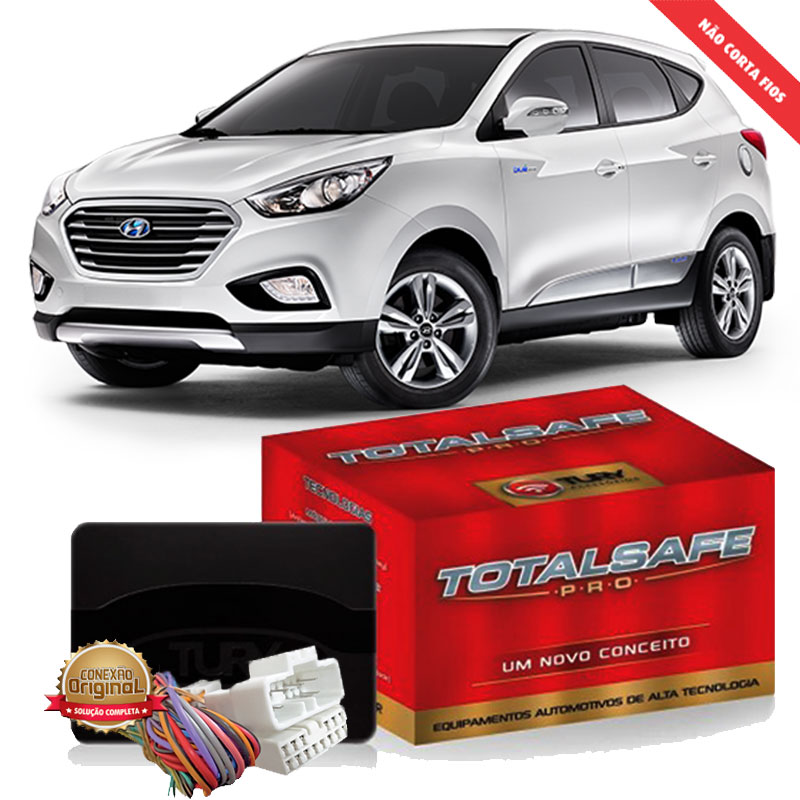 NÃO CORTA FIOS
TOTALSAFE
PRO
TURY
TECNOLOGIAS
TOTALSAFE
PRO
UM NOVO CONCEITO
EQUIPAMENTOS AUTOMOTIVOS DE ALTA TECNOLOGIA
TURY
CONEXÃO
ORIGINAL
SOLUÇÃO COMPLETA